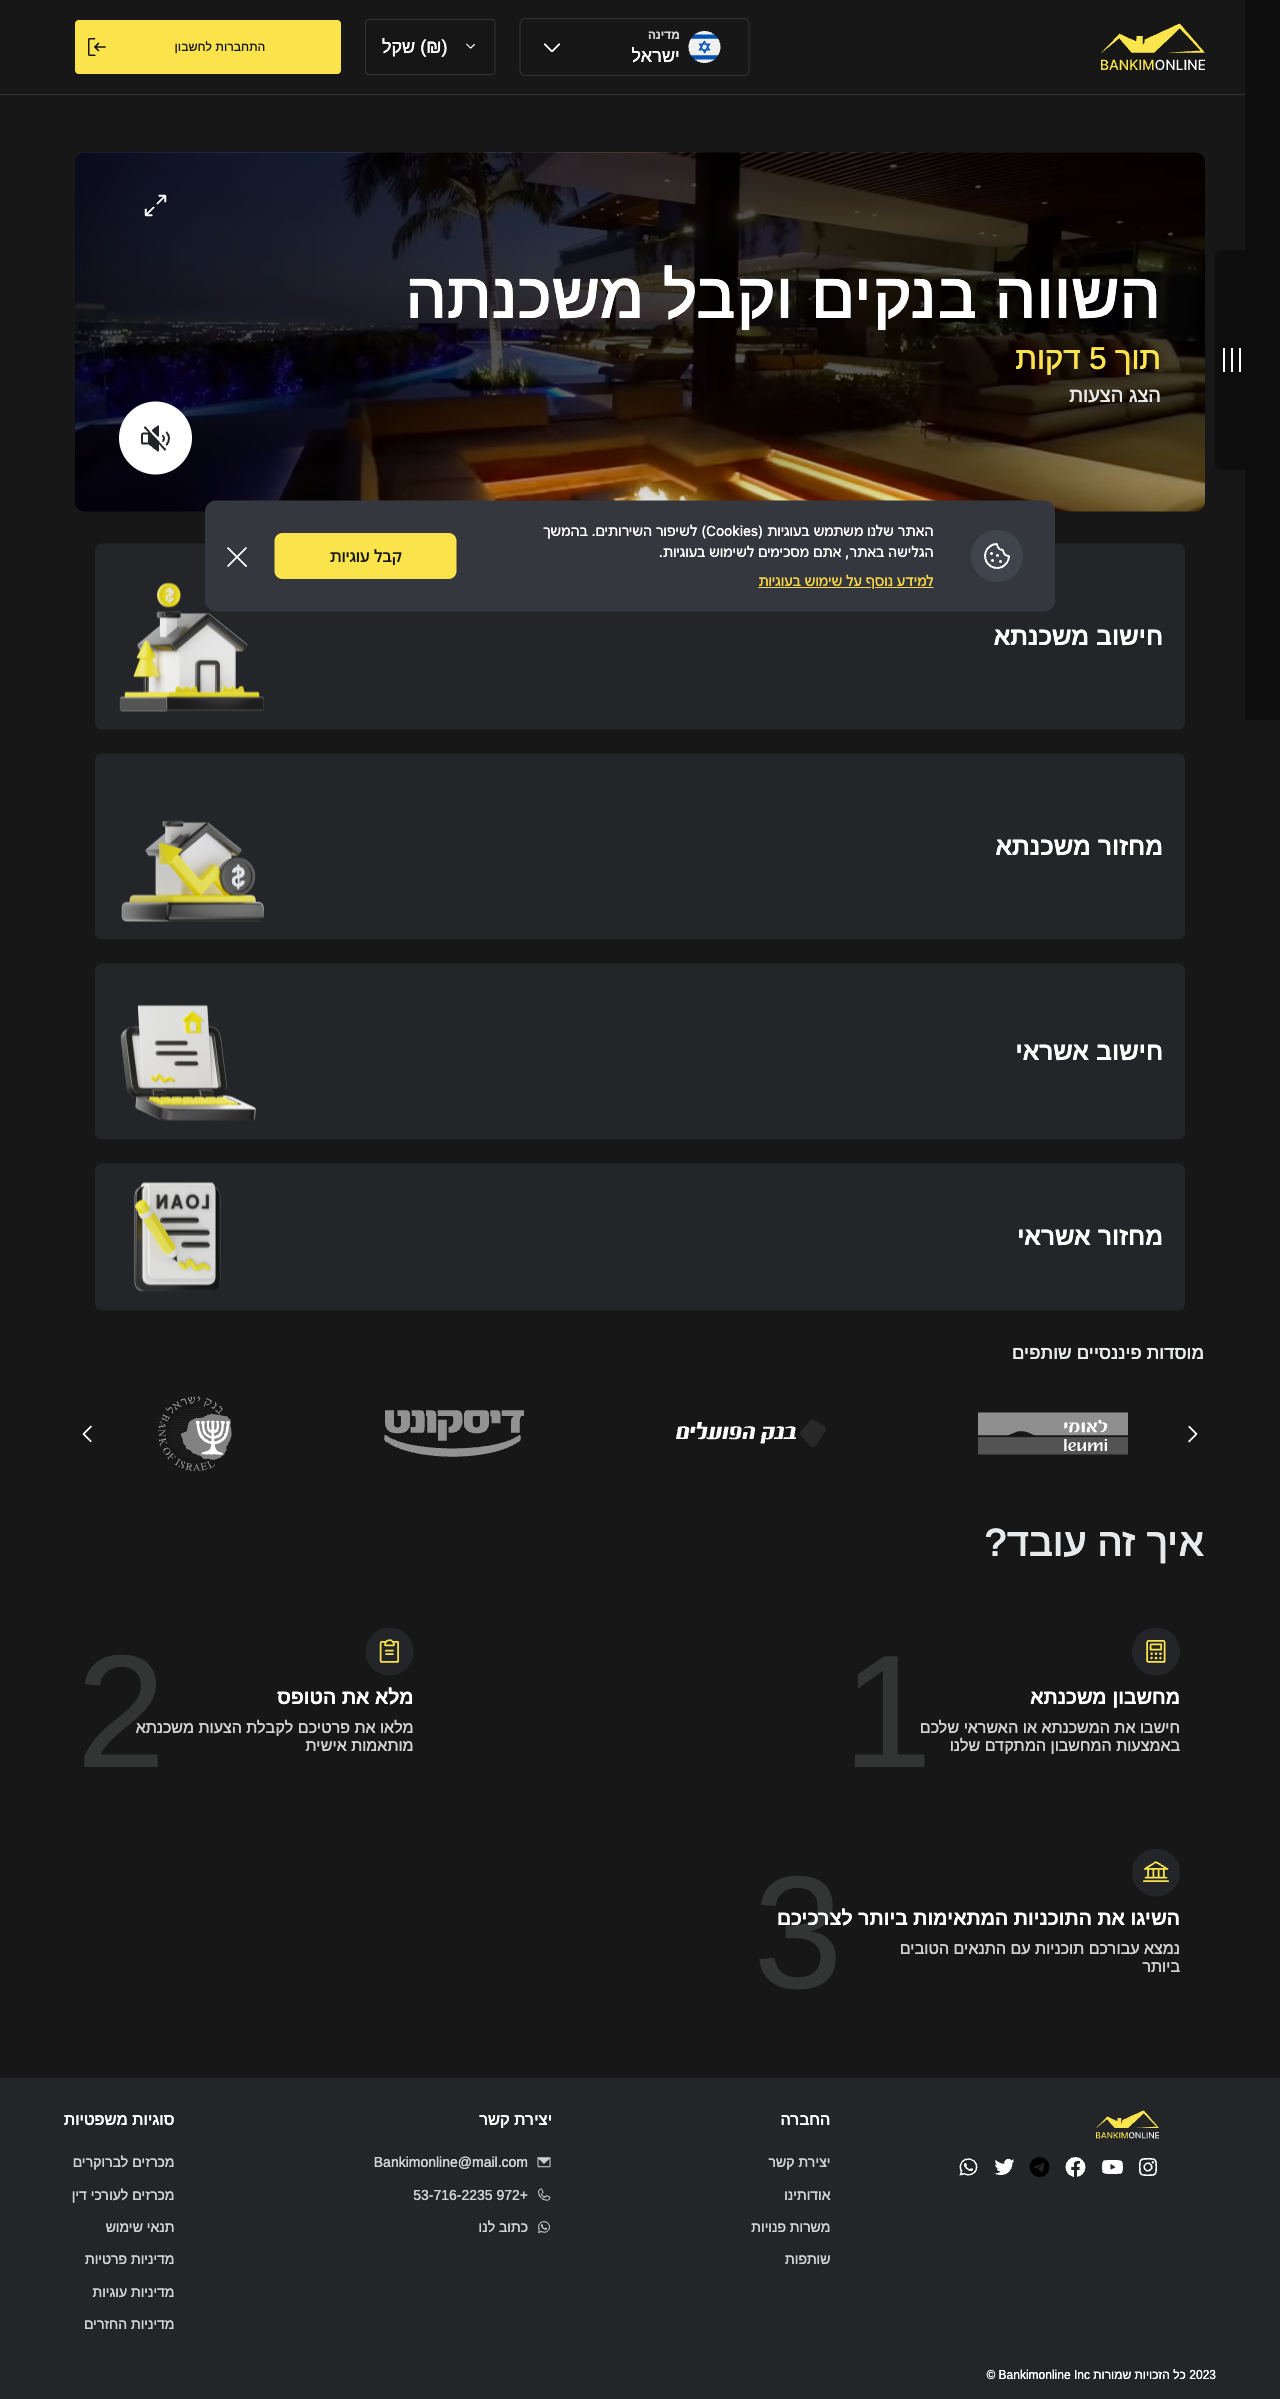 BANKIMONLINE
מדינה
ישראל
(₪) שקל
התחברות לחשבון
השווה בנקים וקבל משכנתה
תוך 5 דקות
הצג הצעות
האתר שלנו משתמש בעוגיות (Cookies) לשיפור השירותים. בהמשך
הגלישה באתר, אתם מסכימים לשימוש בעוגיות.
למידע נוסף על שימוש בעוגיות
קבל עוגיות
חישוב משכנתא
מחזור משכנתא
חישוב אשראי
מחזור אשראי
LOAN
מוסדות פיננסיים שותפים
לאומי
leumi
בנק הפועלים
דיסקונט
בנק ישראל
BANK OF ISRAEL
איך זה עובד?
1
מחשבון משכנתא
חישבו את המשכנתא או האשראי שלכם
באמצעות המחשבון המתקדם שלנו
2
מלא את הטופס
מלאו את פרטיכם לקבלת הצעות משכנתא
מותאמות אישית
3
השיגו את התוכניות המתאימות ביותר לצרכיכם
נמצא עבורכם תוכניות עם התנאים הטובים
ביותר
BANKIMONLINE
החברה
יצירת קשר
אודותינו
משרות פנויות
שותפות
יצירת קשר
Bankimonline@mail.com
53-716-2235 972+
כתוב לנו
סוגיות משפטיות
מכרזים לברוקרים
מכרזים לעורכי דין
תנאי שימוש
מדיניות פרטיות
מדיניות עוגיות
מדיניות החזרים
2023 כל הזכויות שמורות Bankimonline Inc ©